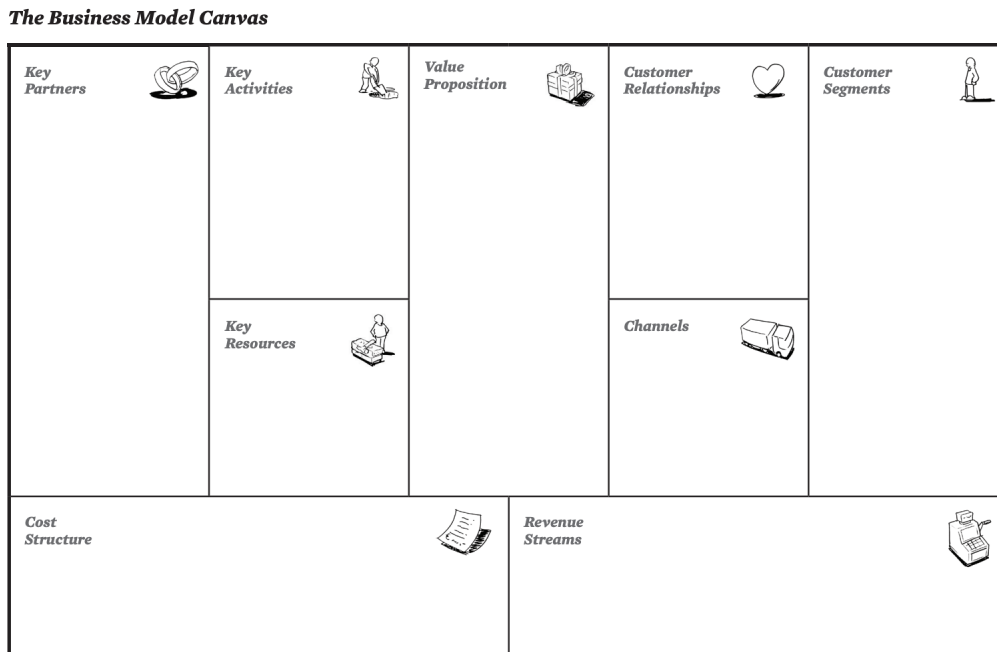 The Business Model Canvas
Key
Partners
Key
Activities
Value
Proposition
Customer
Relationships
Customer
Segments
Key
Resources
Channels
Cost
Structure
Revenue
Streams